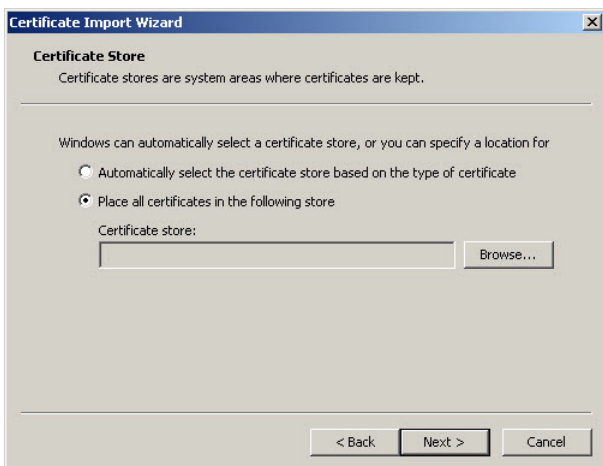 Certificate Import Wizard
Certificate Store
Certificate stores are system areas where certificates are kept.
Windows can automatically select a certificate store, or you can specify a location for
Automatically select the certificate store based on the type of certificate
Place all certificates in the following store
Certificate store:
Browse...
< Back Next > Cancel